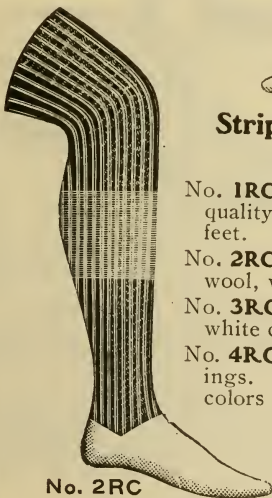 Strip
No. 1RC
quality
feet.
No. 2RC
wool, v
No. 3RC
white c
No. 4RC
ings.
colors
No. 2RC